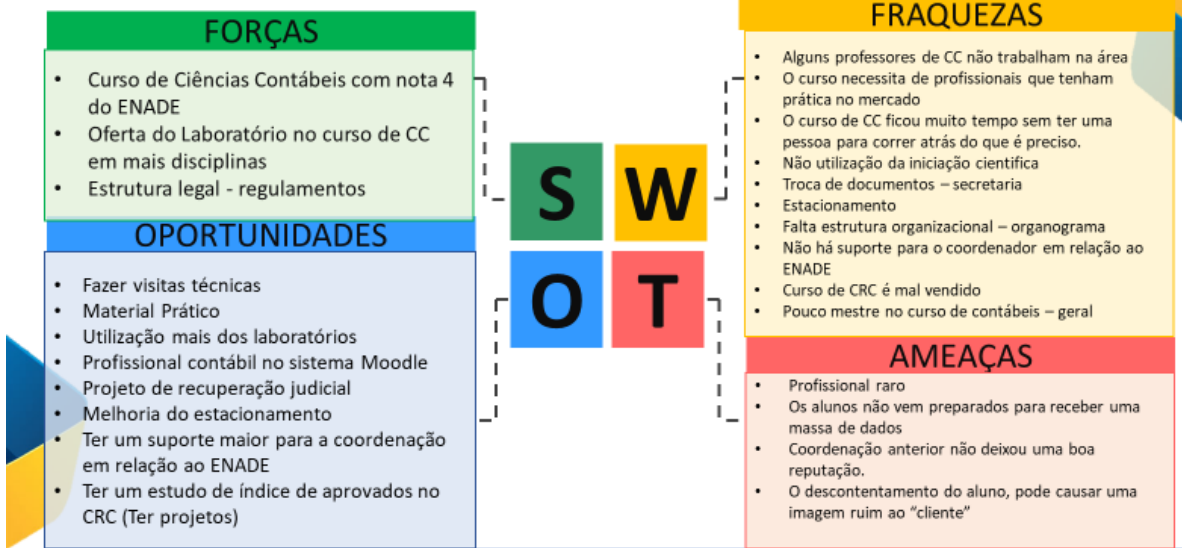 FORÇAS
• Curso de Ciências Contábeis com nota 4
do ENADE
• Oferta do Laboratório no curso de CC
em mais disciplinas
• Estrutura legal - regulamentos
OPORTUNIDADES
• Fazer visitas técnicas
• Material Prático
• Utilização mais dos laboratórios
• Profissional contábil no sistema Moodle
• Projeto de recuperação judicial
• Melhoria do estacionamento
• Ter um suporte maior para a coordenação
em relação ao ENADE
• Ter um estudo de índice de aprovados no
CRC (Ter projetos)
S W
O T
FRAQUEZAS
• Alguns professores de CC não trabalham na área
• O curso necessita de profissionais que tenham
prática no mercado
• O curso de CC ficou muito tempo sem ter uma
pessoa para correr atrás do que é preciso.
• Não utilização da iniciação cientifica
• Troca de documentos – secretaria
• Estacionamento
• Falta estrutura organizacional – organograma
• Não há suporte para o coordenador em relação ao
ENADE
• Curso de CRC é mal vendido
• Pouco mestre no curso de contábeis – geral
AMEAÇAS
• Profissional raro
• Os alunos não vem preparados para receber uma
massa de dados
• Coordenação anterior não deixou uma boa
reputação.
• O descontentamento do aluno, pode causar uma
imagem ruim ao “cliente”